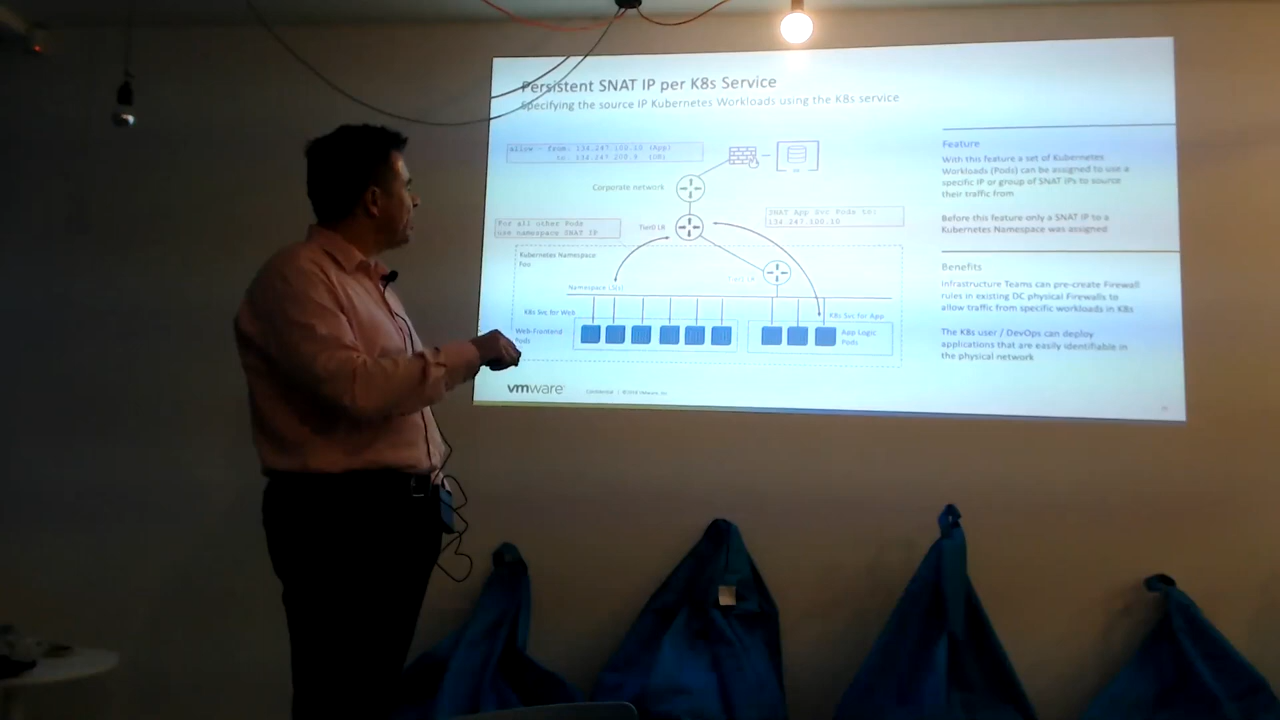 Persistent SNAT IP per K8s Service
Specifying the source IP Kubernetes Workloads using the K8s service
allow - from: 134.247.100.10 (App)
to: 134.247.200.6 (DB)
Corporate network
For all other Pods
use namespace SNAT IP
Tier0 LR
SNAT App Svc Pods to:
134.247.100.10
Kubernetes Namespace:
Foo
Tier1 LR
Namespace LS(s)
K8s Svc for Web
K8s Svc for App
Web-Frontend
Pods
App Logic
Pods
Feature
With this feature a set of Kubernetes
Workloads (Pods) can be assigned to use a
specific IP or group of SNAT IPs to source
their traffic from
Before this feature only a SNAT IP to a
Kubernetes Namespace was assigned
Benefits
Infrastructure Teams can pre-create Firewall
rules in existing DC physical Firewalls to
allow traffic from specific workloads in K8s
The K8s user / DevOps can deploy
applications that are easily identifiable in
the physical network
vmware
Confidential | ©2018 VMware, Inc.